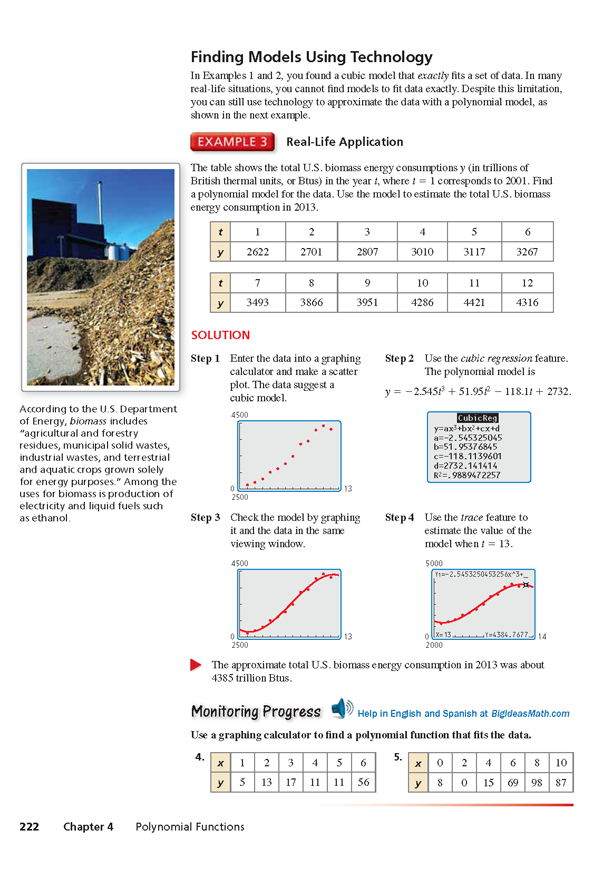 Finding Models Using Technology
In Examples 1 and 2, you found a cubic model that exactly fits a set of data. In many
real-life situations, you cannot find models to fit data exactly. Despite this limitation,
you can still use technology to approximate the data with a polynomial model, as
shown in the next example.
EXAMPLE 3 Real-Life Application
The table shows the total U.S. biomass energy consumptions y (in trillions of
British thermal units, or Btus) in the year t, where t = 1 corresponds to 2001. Find
a polynomial model for the data. Use the model to estimate the total U.S. biomass
energy consumption in 2013.
t 1 2 3 4 5 6
y 2622 2701 2807 3010 3117 3267
t 7 8 9 10 11 12
y 3493 3866 3951 4286 4421 4316
According to the U.S. Department
of Energy, biomass includes
“agricultural and forestry
residues, municipal solid wastes,
industrial wastes, and terrestrial
and aquatic crops grown solely
for energy purposes.” Among the
uses for biomass is production of
electricity and liquid fuels such
as ethanol.
SOLUTION
Step 1 Enter the data into a graphing
calculator and make a scatter
plot. The data suggest a
cubic model.
4500
0 13
2500
Step 2 Use the cubic regression feature.
The polynomial model is
y = −2.545t³ + 51.95t² − 118.1t + 2732.
CubicReg
y=ax³+bx²+cx+d
a=-2.545325045
b=51.95376845
c=-118.1139601
d=2732.141414
R²=.9889472257
Step 3 Check the model by graphing
it and the data in the same
viewing window.
4500
0 13
2500
Step 4 Use the trace feature to
estimate the value of the
model when t = 13.
5000
Y1=-2.5453250453256x^3+_
X=13 Y=4384.7677
0 14
2000
The approximate total U.S. biomass energy consumption in 2013 was about
4385 trillion Btus.
Monitoring Progress Help in English and Spanish at BigIdeasMath.com
Use a graphing calculator to find a polynomial function that fits the data.
4.
x 1 2 3 4 5 6
y 5 13 17 11 11 56
5.
x 0 2 4 6 8 10
y 8 0 15 69 98 87
222 Chapter 4 Polynomial Functions